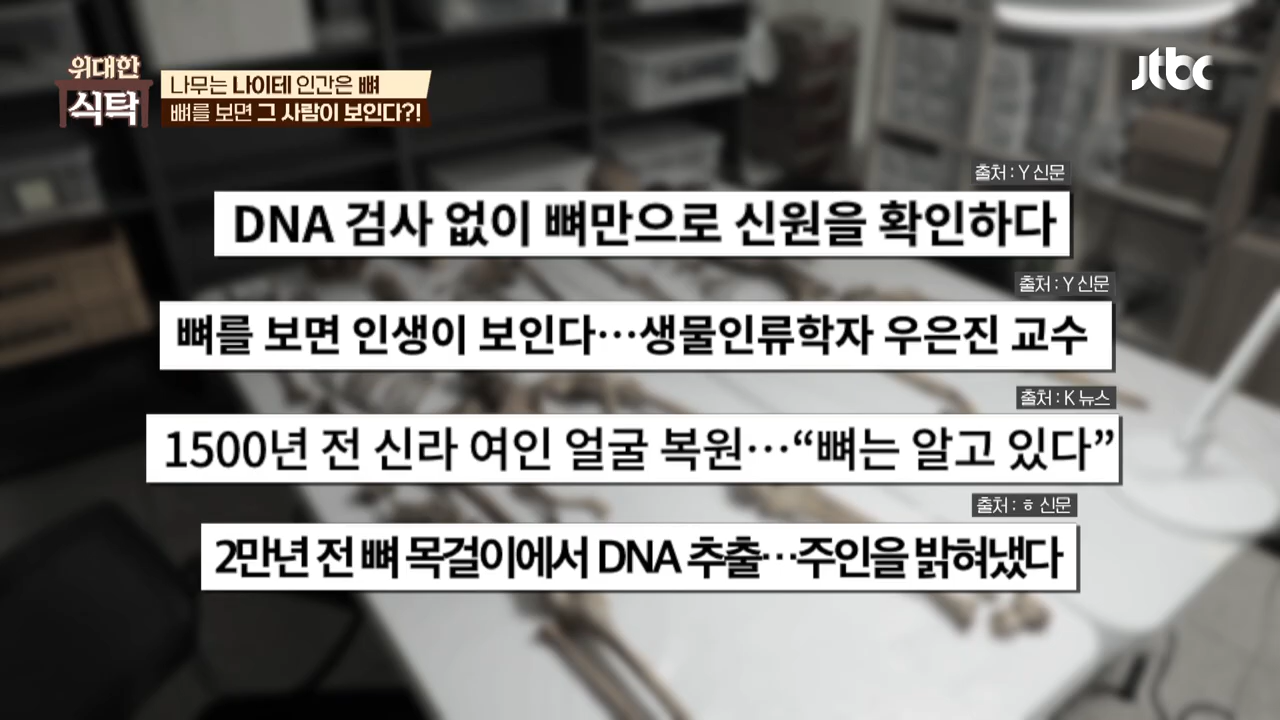 위대한
식탁
나무는 나이테 인간은 뼈
뼈를 보면 그 사람이 보인다?!
jtbc
출처 : Y 신문
DNA 검사 없이 뼈만으로 신원을 확인하다
출처 : Y 신문
뼈를 보면 인생이 보인다…생물인류학자 우은진 교수
출처 : K 뉴스
1500년 전 신라 여인 얼굴 복원…“뼈는 알고 있다”
출처 : ㅎ 신문
2만년 전 뼈 목걸이에서 DNA 추출…주인을 밝혀냈다